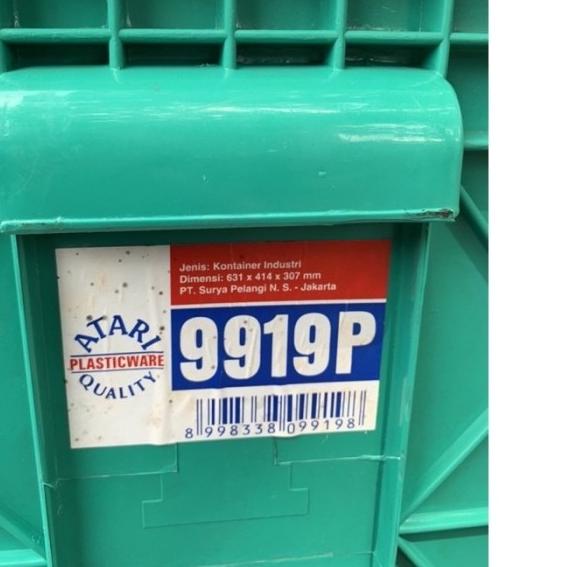 Jenis: Kontainer Industri
Dimensi: 631 x 414 x 307 mm
PT. Surya Pelangi N. S. - Jakarta
ATARI
PLASTICWARE
QUALITY
9919P
8 998338 099198